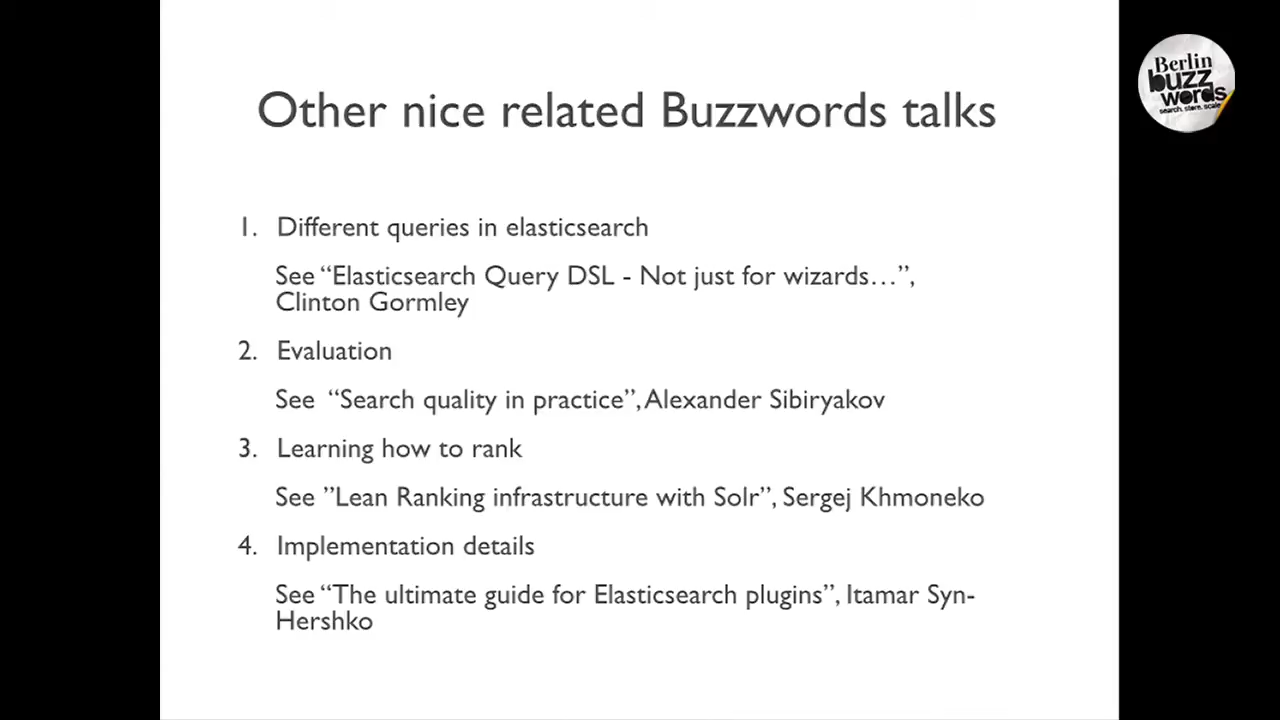 Other nice related Buzzwords talks
Berlin
buzz
words
search. store. scale.
1. Different queries in elasticsearch
See “Elasticsearch Query DSL - Not just for wizards…”,
Clinton Gormley
2. Evaluation
See “Search quality in practice”, Alexander Sibiryakov
3. Learning how to rank
See ”Lean Ranking infrastructure with Solr”, Sergej Khmoneko
4. Implementation details
See “The ultimate guide for Elasticsearch plugins”, Itamar Syn-
Hershko